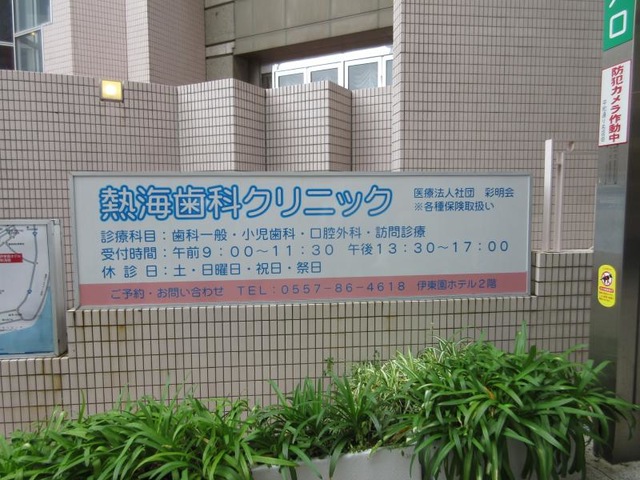 熱海歯科クリニック
医療法人社団 彩明会
※各種保険取扱い
診療科目：歯科一般・小児歯科・口腔外科・訪問診療
受付時間：午前9：00〜11：30 午後13：30〜17：00
休診日：土・日曜日・祝日・祭日
ご予約・お問い合わせ TEL：0557-86-4618 伊東園ホテル2階
防犯カメラ作動中